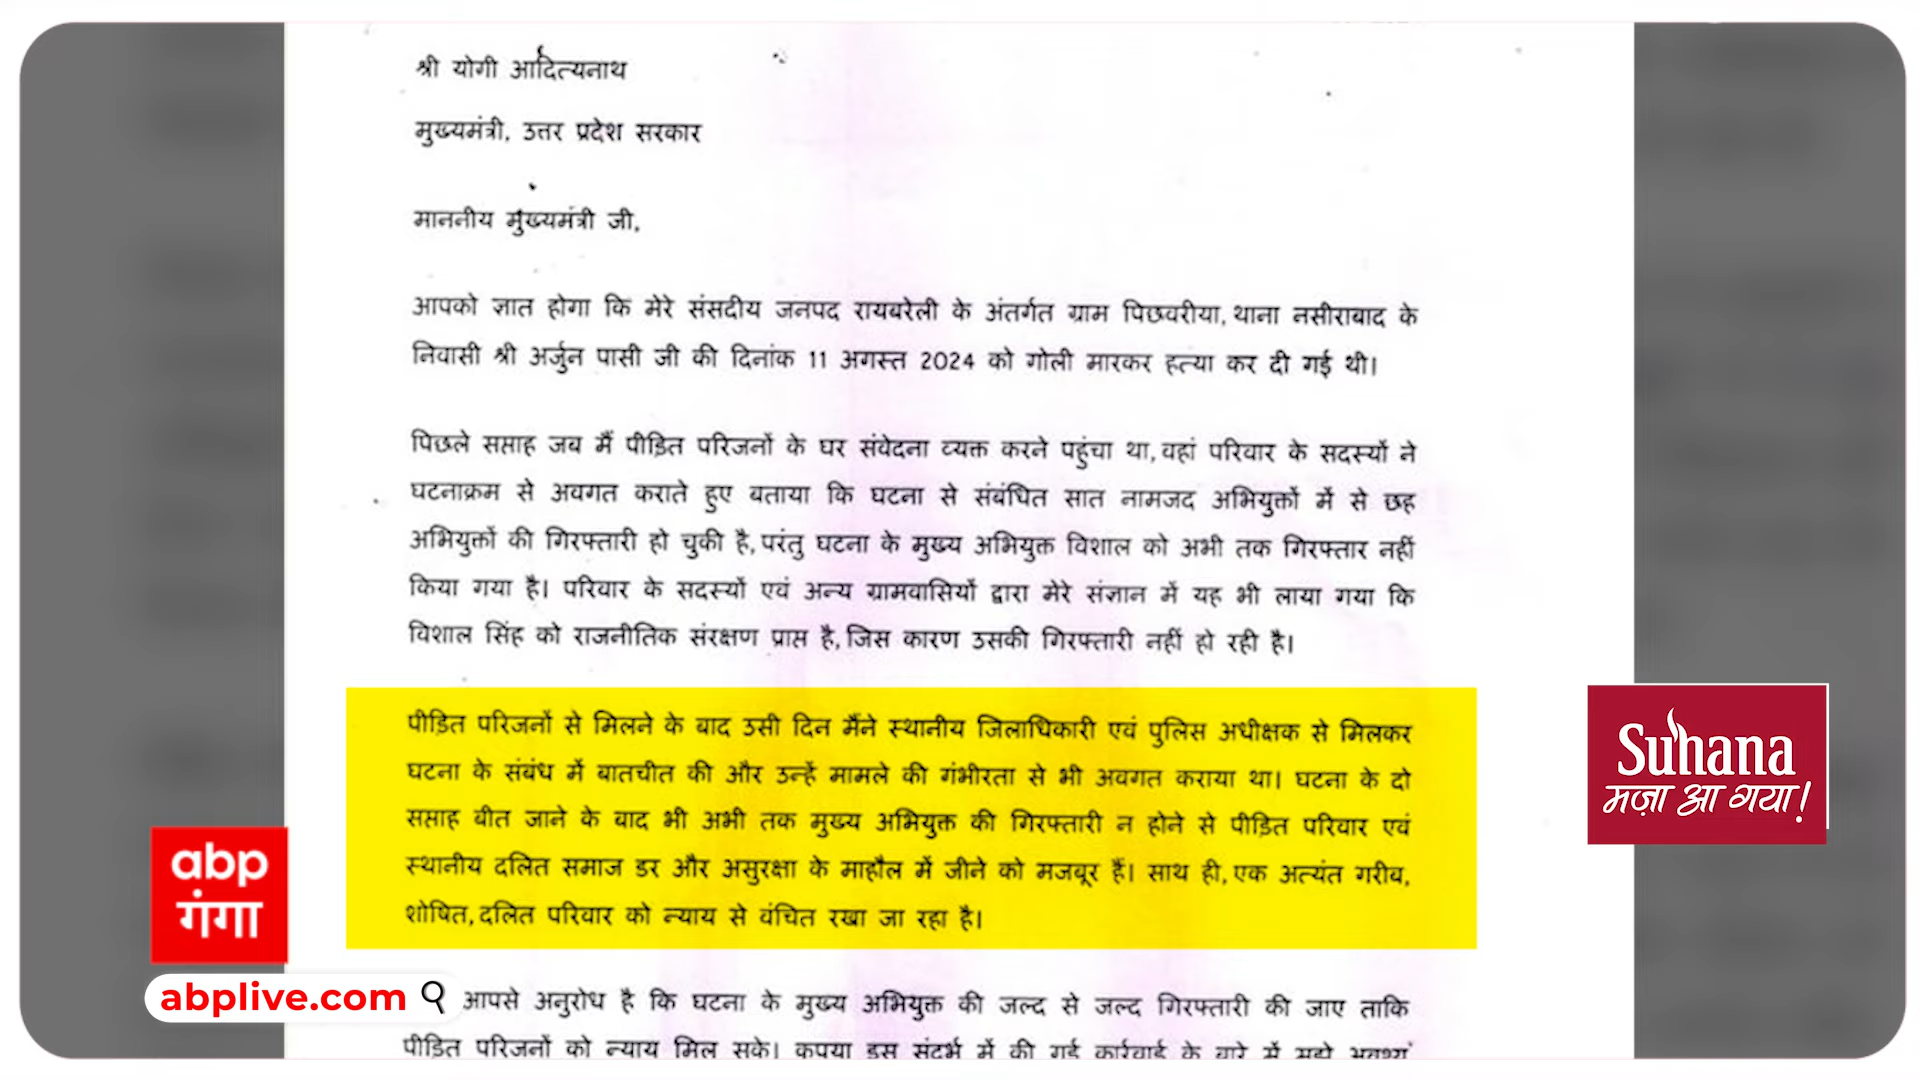 श्री योगी आदित्यनाथ
मुख्यमंत्री, उत्तर प्रदेश सरकार
माननीय मुख्यमंत्री जी,
आपको ज्ञात होगा कि मेरे संसदीय जनपद रायबरेली के अंतर्गत ग्राम पिछवरीया, थाना नसीराबाद के
निवासी श्री अर्जुन पासी जी की दिनांक 11 अगस्त 2024 को गोली मारकर हत्या कर दी गई थी।
पिछले सप्ताह जब मैं पीड़ित परिजनों के घर संवेदना व्यक्त करने पहुंचा था, वहां परिवार के सदस्यों ने
घटनाक्रम से अवगत कराते हुए बताया कि घटना से संबंधित सात नामजद अभियुक्तों में से छह
अभियुक्तों की गिरफ्तारी हो चुकी है, परंतु घटना के मुख्य अभियुक्त विशाल को अभी तक गिरफ्तार नहीं
किया गया है। परिवार के सदस्यों एवं अन्य ग्रामवासियों द्वारा मेरे संज्ञान में यह भी लाया गया कि
विशाल सिंह को राजनीतिक संरक्षण प्राप्त है, जिस कारण उसकी गिरफ्तारी नहीं हो रही है।
पीड़ित परिजनों से मिलने के बाद उसी दिन मैंने स्थानीय जिलाधिकारी एवं पुलिस अधीक्षक से मिलकर
घटना के संबंध में बातचीत की और उन्हें मामले की गंभीरता से भी अवगत कराया था। घटना के दो
सप्ताह बीत जाने के बाद भी अभी तक मुख्य अभियुक्त की गिरफ्तारी न होने से पीड़ित परिवार एवं
स्थानीय दलित समाज डर और असुरक्षा के माहौल में जीने को मजबूर हैं। साथ ही, एक अत्यंत गरीब,
शोषित, दलित परिवार को न्याय से वंचित रखा जा रहा है।
आपसे अनुरोध है कि घटना के मुख्य अभियुक्त की जल्द से जल्द गिरफ्तारी की जाए ताकि
पीड़ित परिजनों को न्याय मिल सके। कृपया इस संदर्भ में की गई कार्रवाई के बारे में मुझे
abp
गंगा
abplive.com
Suhana
मज़ा आ गया!